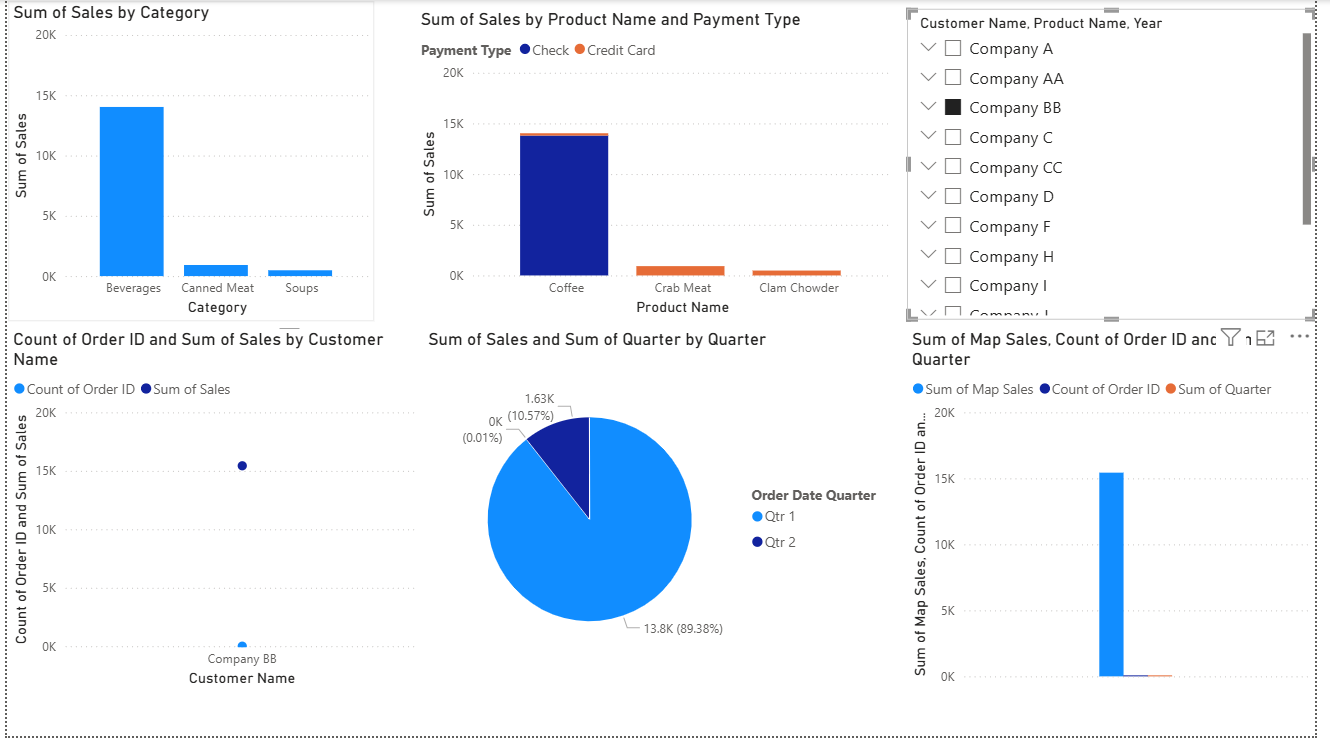 Sum of Sales by Category
20K
15K
10K
5K
0K
Sum of Sales
Beverages
Canned Meat
Soups
Category
Sum of Sales by Product Name and Payment Type
Payment Type Check Credit Card
20K
15K
10K
5K
0K
Sum of Sales
Coffee
Crab Meat
Clam Chowder
Product Name
Customer Name, Product Name, Year
Company A
Company AA
Company BB
Company C
Company CC
Company D
Company F
Company H
Company I
Count of Order ID and Sum of Sales by Customer
Name
Count of Order ID Sum of Sales
20K
15K
10K
5K
0K
Count of Order ID and Sum of Sales
Company BB
Customer Name
Sum of Sales and Sum of Quarter by Quarter
1.63K
(10.57%)
0K
(0.01%)
13.8K (89.38%)
Order Date Quarter
Qtr 1
Qtr 2
Sum of Map Sales, Count of Order ID and
Quarter
Sum of Map Sales Count of Order ID Sum of Quarter
20K
15K
10K
5K
0K
Sum of Map Sales, Count of Order ID an...